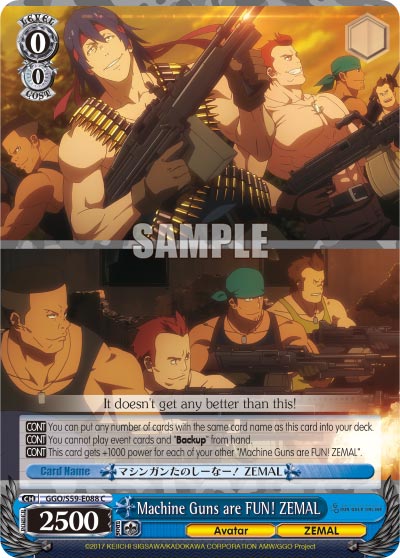 LEVEL
0
0
COST
SAMPLE
It doesn't get any better than this!
CONT You can put any number of cards with the same name as this card into your deck.
CONT You cannot play event cards and "Backup" from hand.
CONT This card gets +1000 power for each of your other "Machine Guns are FUN! ZEMAL".
Card Name マシンガンたのしーなー! ZEMAL
CH GGO/S59-E088 C
Machine Guns are FUN! ZEMAL
POWER 2500 SOUL
Avatar ZEMAL
©2017 KEIICHI SIGSAWA/KADOKAWA CORPORATION AMW/GGO Project